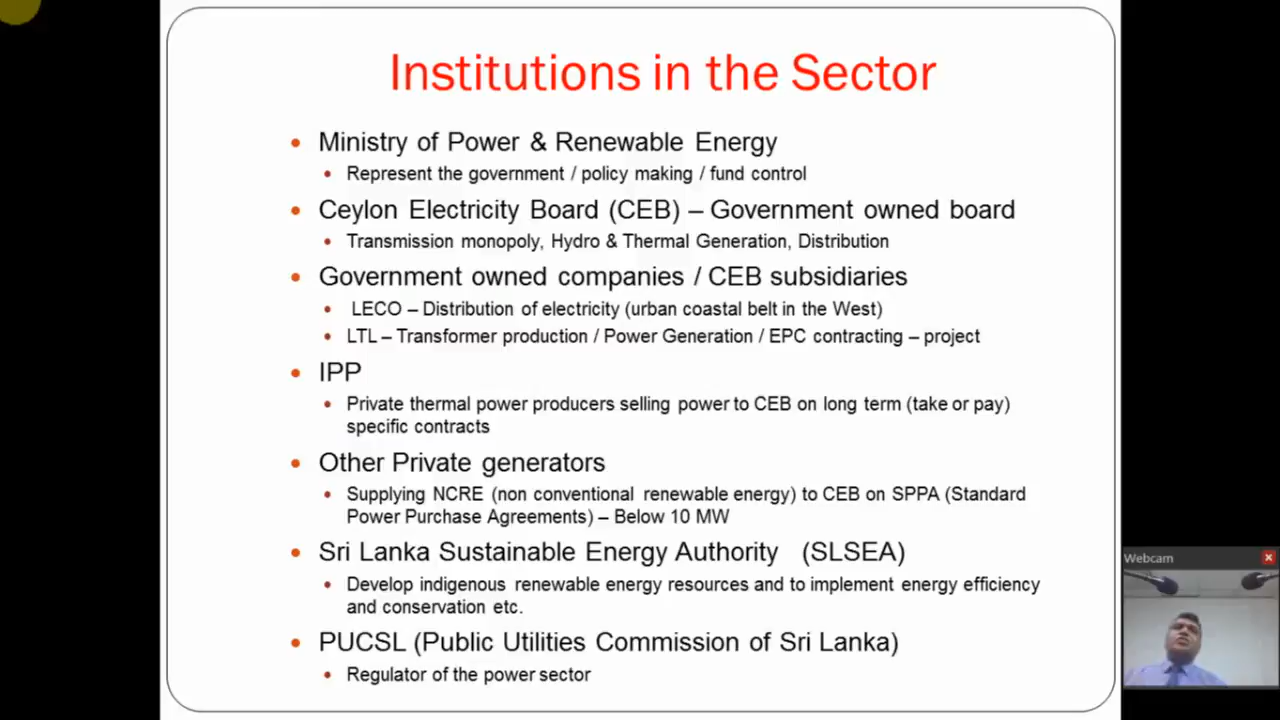 Institutions in the Sector
• Ministry of Power & Renewable Energy
• Represent the government / policy making / fund control
• Ceylon Electricity Board (CEB) – Government owned board
• Transmission monopoly, Hydro & Thermal Generation, Distribution
• Government owned companies / CEB subsidiaries
• LECO – Distribution of electricity (urban coastal belt in the West)
• LTL – Transformer production / Power Generation / EPC contracting – project
• IPP
• Private thermal power producers selling power to CEB on long term (take or pay)
specific contracts
• Other Private generators
• Supplying NCRE (non conventional renewable energy) to CEB on SPPA (Standard
Power Purchase Agreements) – Below 10 MW
• Sri Lanka Sustainable Energy Authority (SLSEA)
• Develop indigenous renewable energy resources and to implement energy efficiency
and conservation etc.
• PUCSL (Public Utilities Commission of Sri Lanka)
• Regulator of the power sector
Webcam